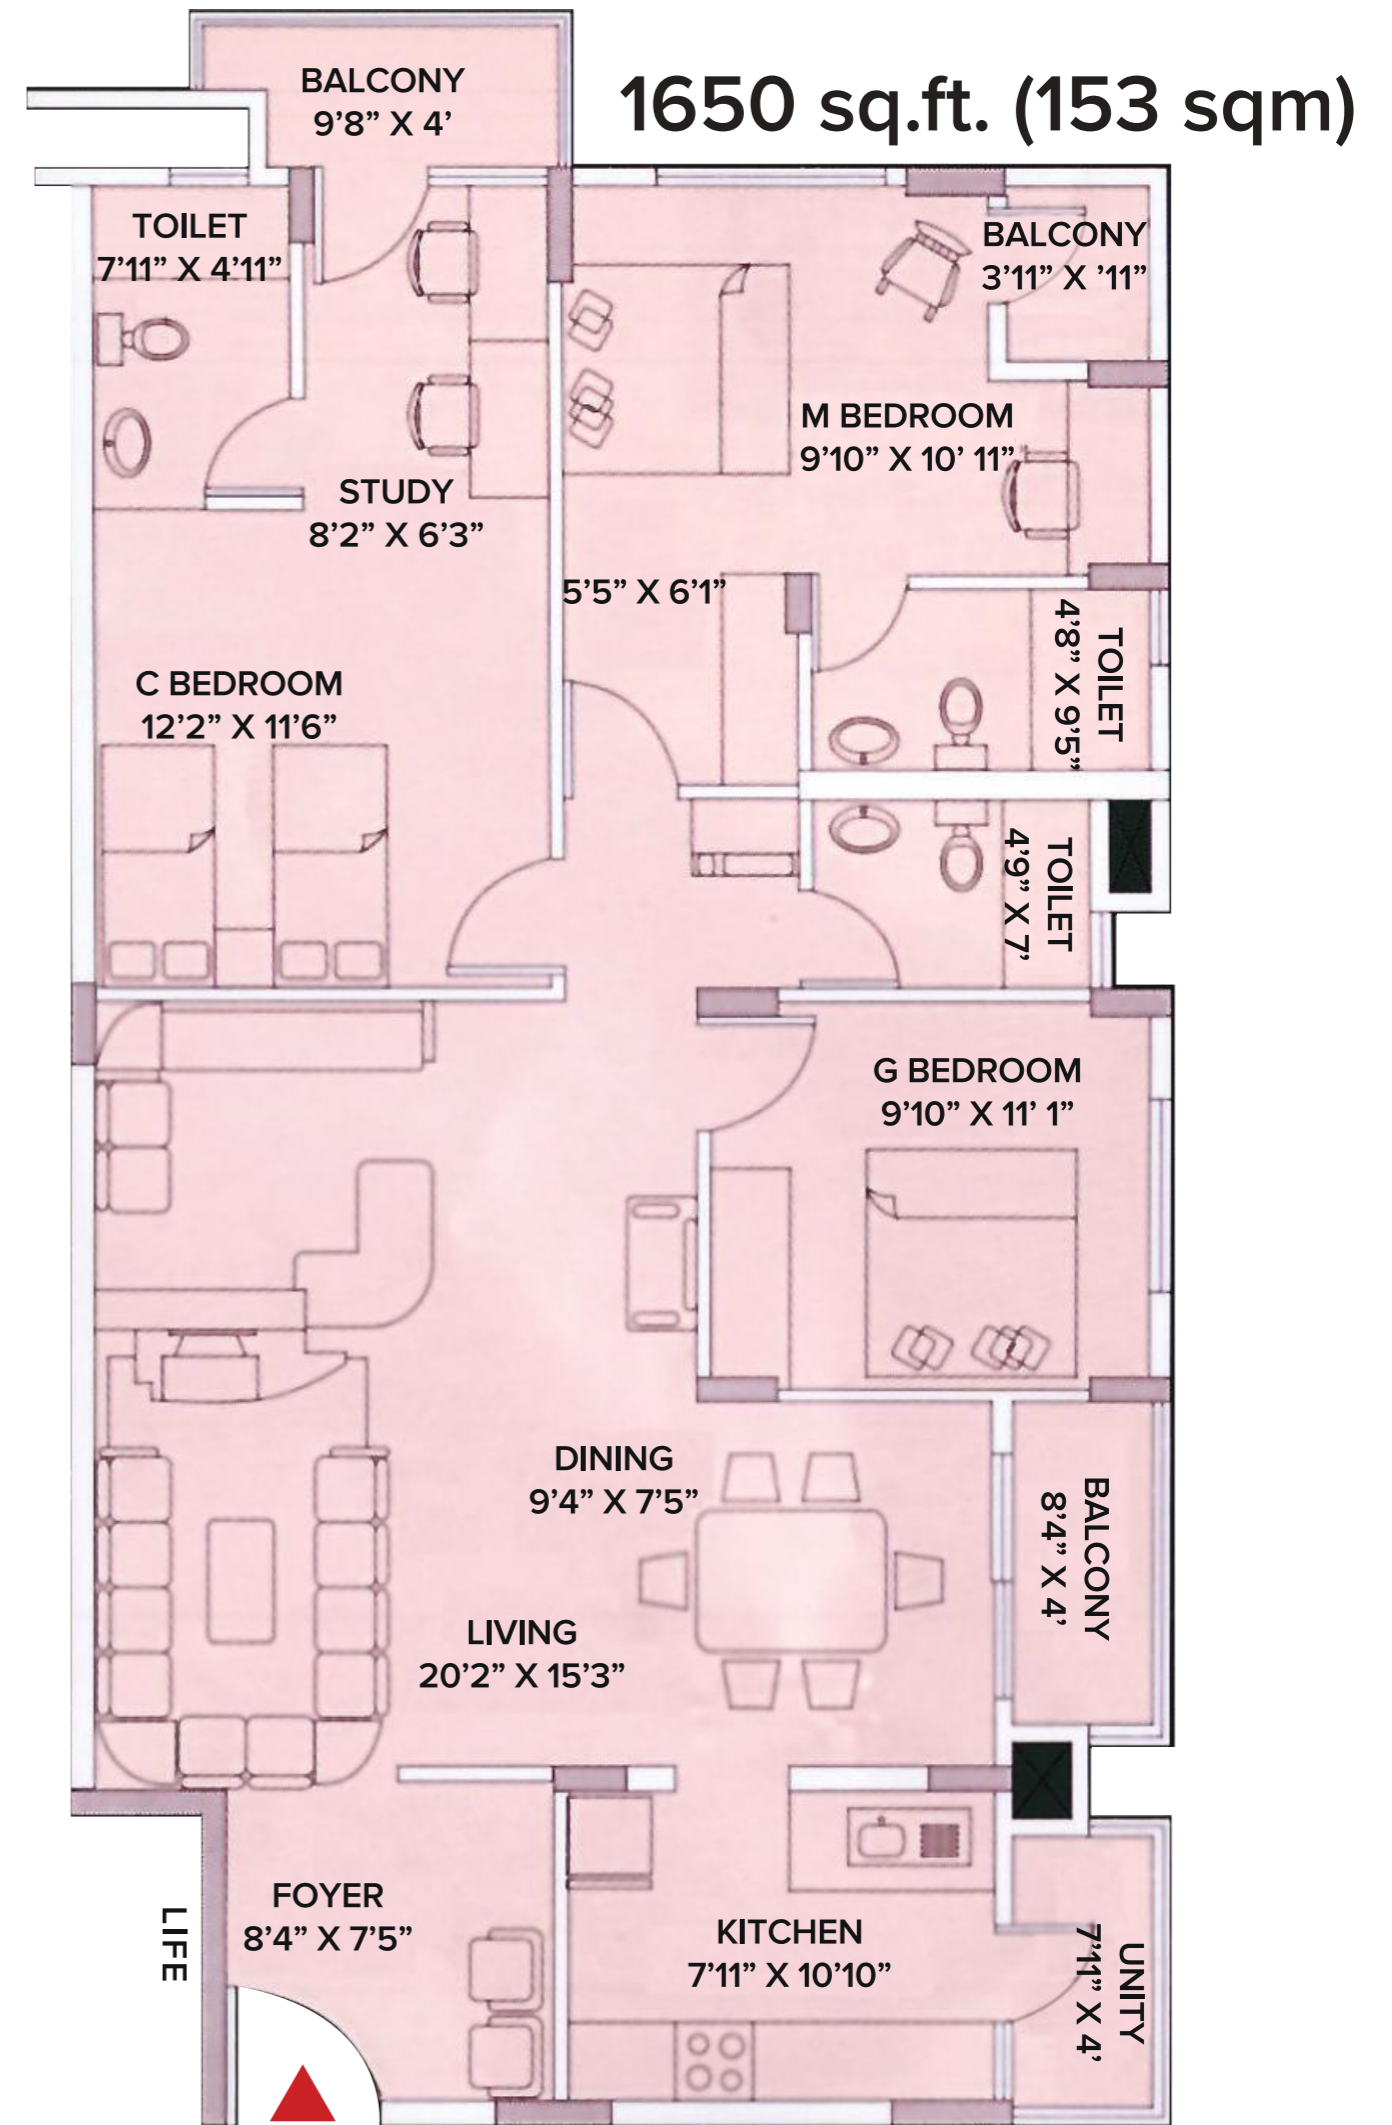 BALCONY
9’8” X 4’
1650 sq.ft. (153 sqm)
TOILET
7’11” X 4’11”
BALCONY
3’11” X ’11”
M BEDROOM
9’10” X 10’ 11”
STUDY
8’2” X 6’3”
5’5” X 6’1”
TOILET
4’8” X 9’5”
C BEDROOM
12’2” X 11’6”
TOILET
4’9” X 7’
G BEDROOM
9’10” X 11’ 1”
DINING
9’4” X 7’5”
BALCONY
8’4” X 4’
LIVING
20’2” X 15’3”
FOYER
8’4” X 7’5”
LIFE
KITCHEN
7’11” X 10’10”
UNITY
7’11” X 4’